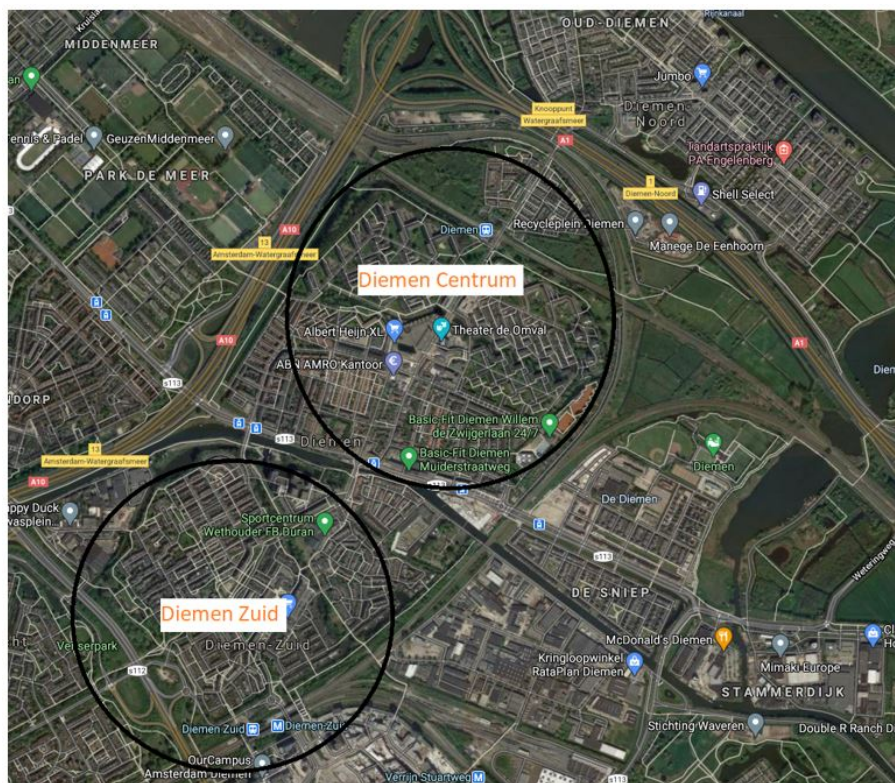 Kruisla
MIDDENMEER
OUD-DIEMEN
Rijnkanaal
Jumbo
Diemen-
Noord
Knooppunt
Watergraafsmeer
A1
Tandartspraktijk
PA Engelenberg
GeuzenMiddenmeer
PARK DE MEER
1
Diemen-Noord
Shell Select
A10
13
Amsterdam-Watergraafsmeer
Diemen
Recycleplein Diemen
Manege De Eenhoorn
Diemen Centrum
Albert Heijn XL
Theater de Omval
A10
ABN AMRO Kantoor
A1
s113
Basic-Fit Diemen Willem
de Zwijgerlaan 24/7
s113
Diemen
13
Amsterdam-Watergraafsmeer
Basic-Fit Diemen
Muiderstraatweg
Diemen
A10
s113
De Diemen
Sportcentrum
Wethouder FB Duran
s113
Weteringweg
DE SNIEP
Diemen Zuid
Diemen-Zuid
McDonald's Diemen
Mimaki Europe
Kringloopwinkel
RataPlan Diemen
s112
STAMMERDIJK
Diemen Zuid
Diemen-Zuid
Stichting Waveren
Double R Ranch
OurCampus
Amsterdam Diemen
Verrijn Stuartweg